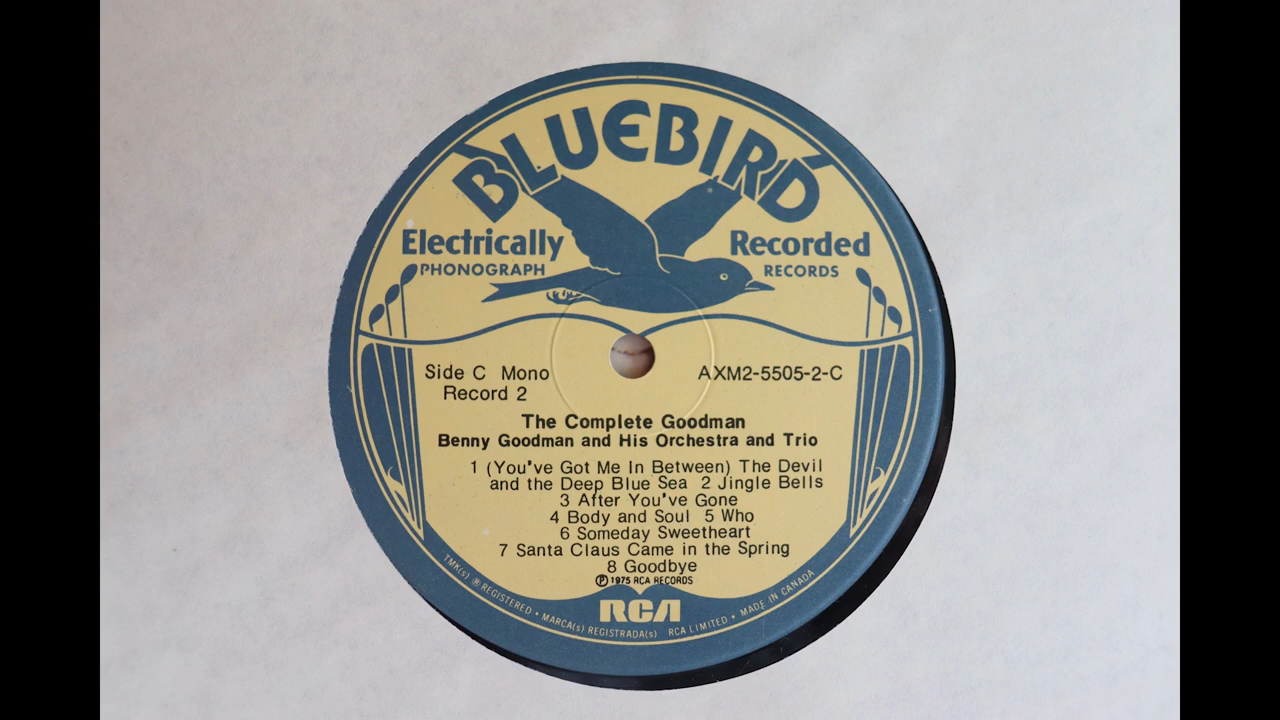 BLUEBIRD
Electrically Recorded
PHONOGRAPH RECORDS
Side C Mono AXM2-5505-2-C
Record 2
The Complete Goodman
Benny Goodman and His Orchestra and Trio
1 (You've Got Me In Between) The Devil
and the Deep Blue Sea 2 Jingle Bells
3 After You've Gone
4 Body and Soul 5 Who
6 Someday Sweetheart
7 Santa Claus Came in the Spring
8 Goodbye
℗ 1975 RCA RECORDS
RCA
TMK(s) ® REGISTERED • MARCA(s) REGISTRADA(s) RCA LIMITED • MADE IN CANADA